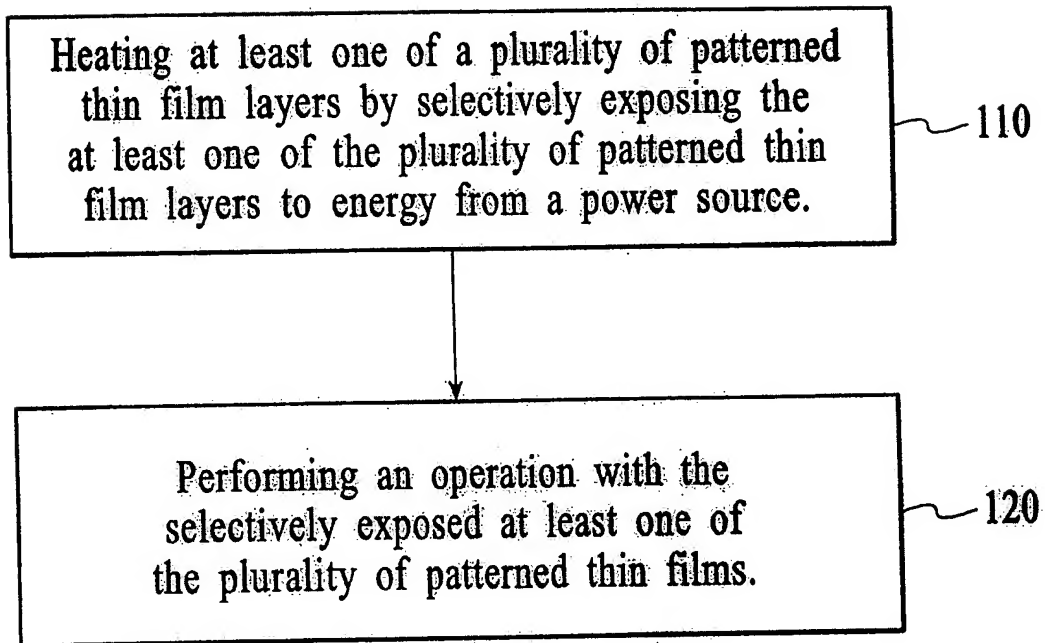 Heating at least one of a plurality of patterned
thin film layers by selectively exposing the
at least one of the plurality of patterned thin
film layers to energy from a power source.
110
Performing an operation with the
selectively exposed at least one of
the plurality of patterned thin films.
120